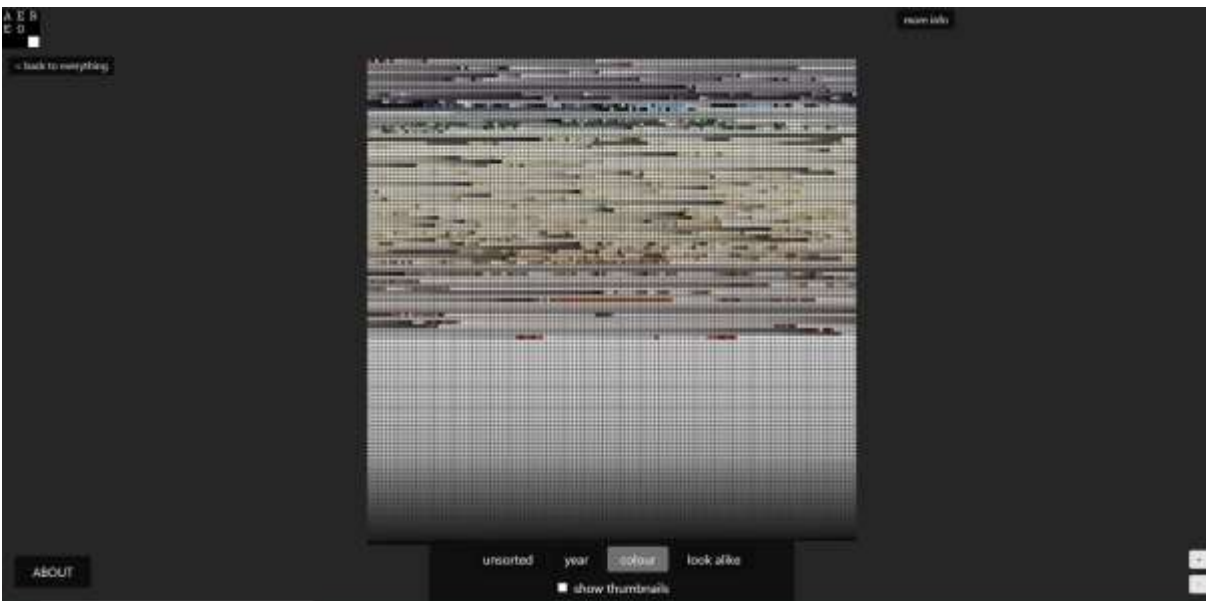 more info
< back to everything
unsorted year colour look alike
show thumbnails
ABOUT